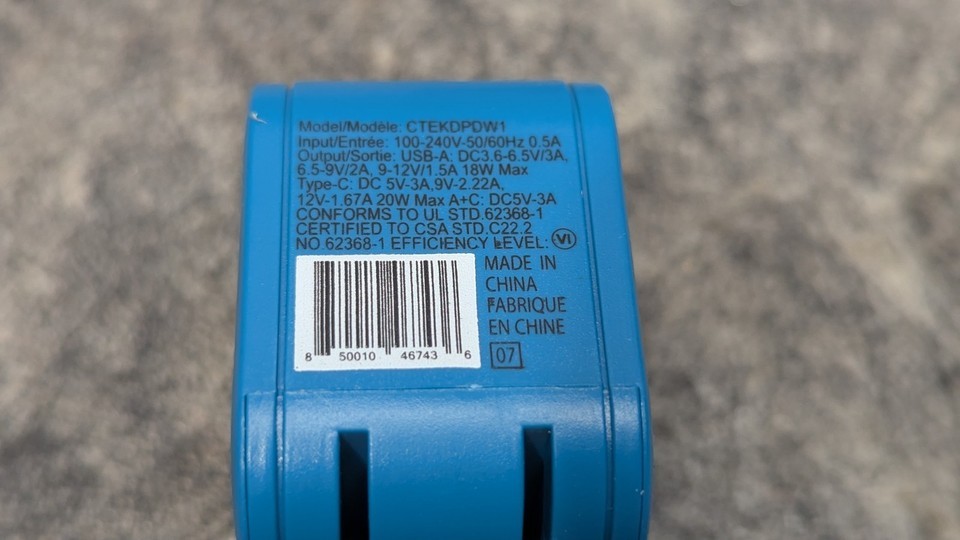 Model/Modèle: CTEKDPDW1
Input/Entrée: 100-240V-50/60Hz 0.5A
Output/Sortie: USB-A: DC3.6-6.5V/3A,
6.5-9V/2A, 9-12V/1.5A 18W Max
Type-C: DC 5V-3A,9V-2.22A,
12V-1.67A 20W Max A+C: DC5V-3A
CONFORMS TO UL STD.62368-1
CERTIFIED TO CSA STD.C22.2
NO.62368-1 EFFICIENCY LEVEL: VI
MADE IN
CHINA
FABRIQUE
EN CHINE
07
8 50010 46743 6